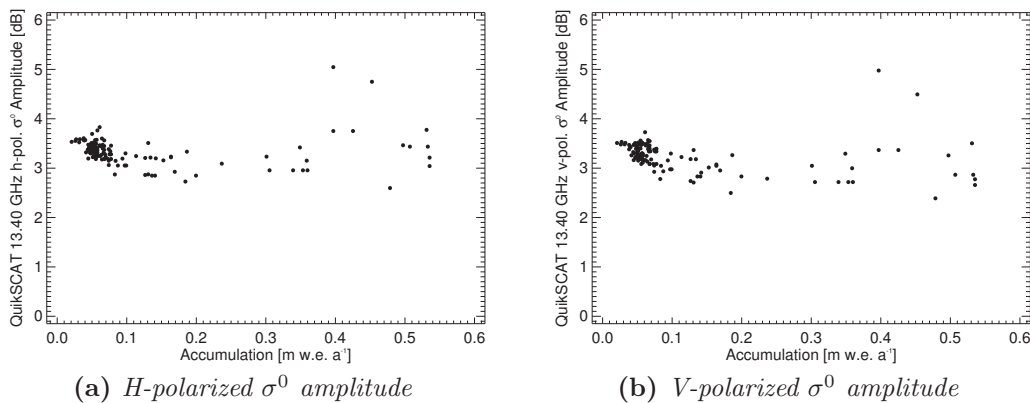 QuikSCAT 13.40 GHz h-pol. σ⁰ Amplitude [dB]
6
5
4
3
2
1
0
0.0 0.1 0.2 0.3 0.4 0.5 0.6
Accumulation [m w.e. a⁻¹]
(a) H-polarized σ⁰ amplitude
QuikSCAT 13.40 GHz v-pol. σ⁰ Amplitude [dB]
6
5
4
3
2
1
0
0.0 0.1 0.2 0.3 0.4 0.5 0.6
Accumulation [m w.e. a⁻¹]
(b) V-polarized σ⁰ amplitude